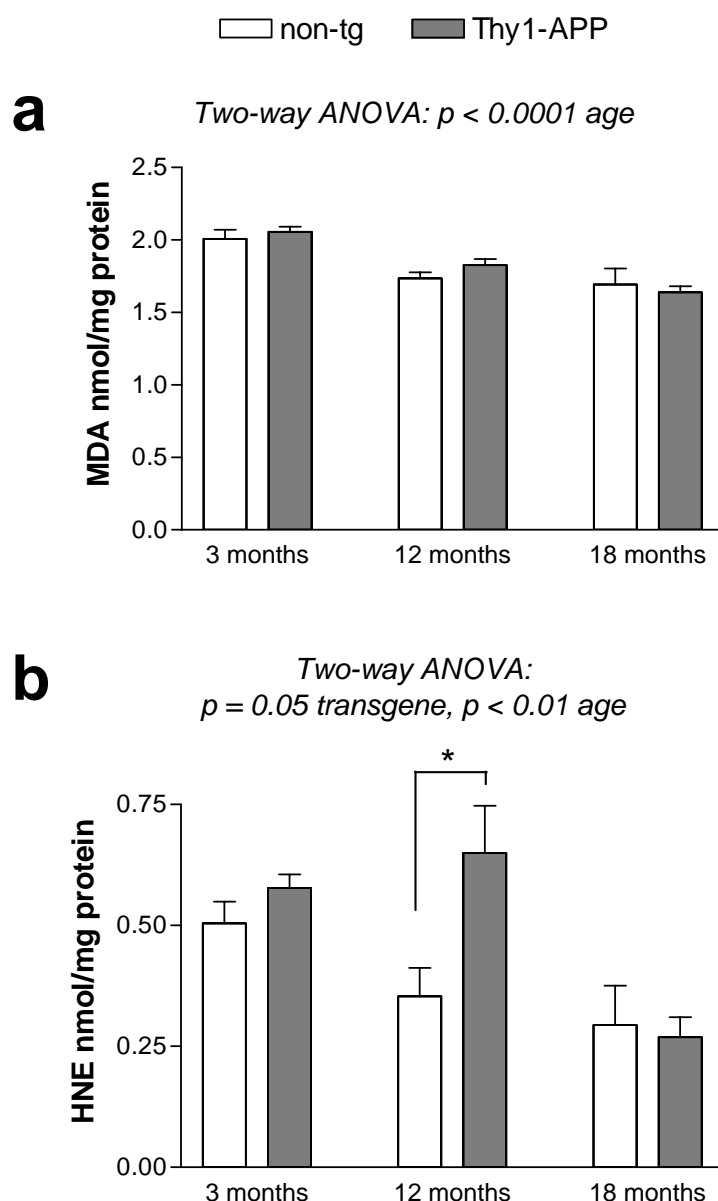 non-tg Thy1-APP
a
Two-way ANOVA: p < 0.0001 age
MDA nmol/mg protein
2.5
2.0
1.5
1.0
0.5
0.0
3 months 12 months 18 months
b
Two-way ANOVA:
p = 0.05 transgene, p < 0.01 age
*
HNE nmol/mg protein
0.75
0.50
0.25
0.00
3 months 12 months 18 months